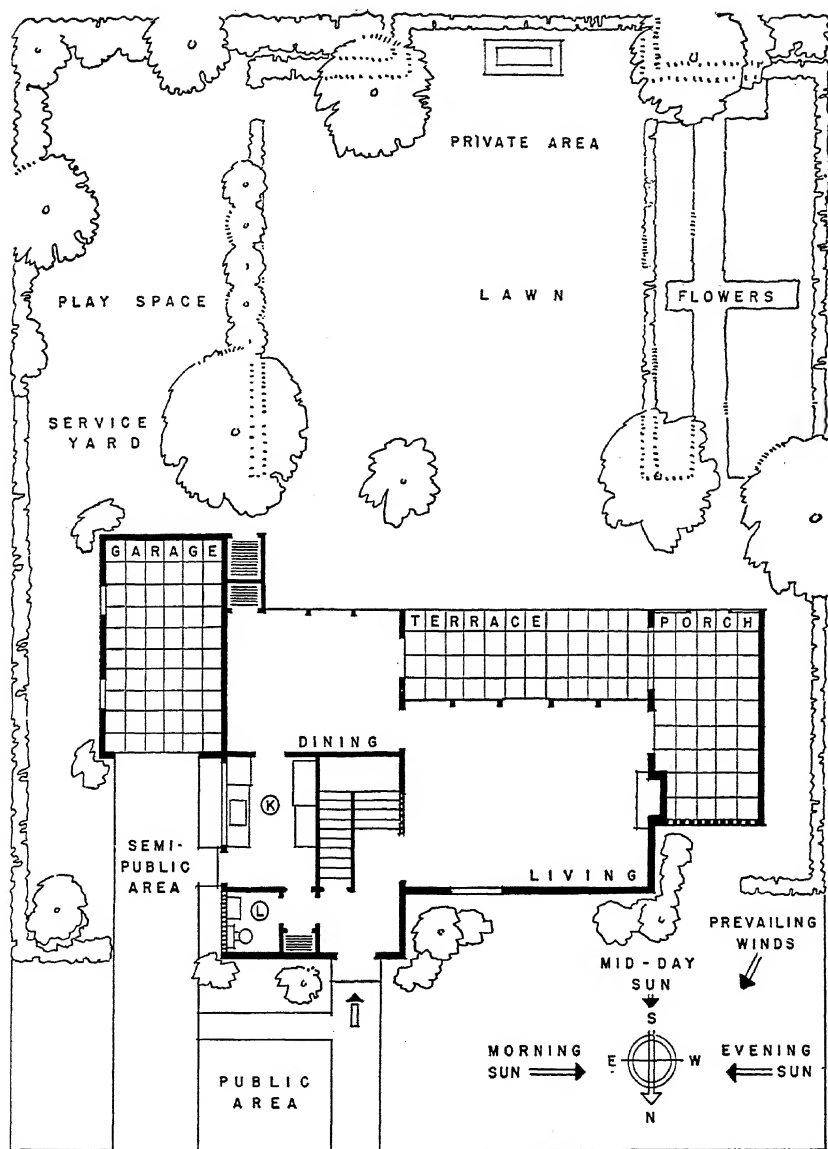 PRIVATE AREA
PLAY SPACE
LAWN
FLOWERS
SERVICE
YARD
GARAGE
TERRACE
PORCH
DINING
K
SEMI-
PUBLIC
AREA
LIVING
L
PREVAILING
WINDS
MID-DAY
SUN
S
MORNING
SUN
E
W
EVENING
SUN
N
PUBLIC
AREA